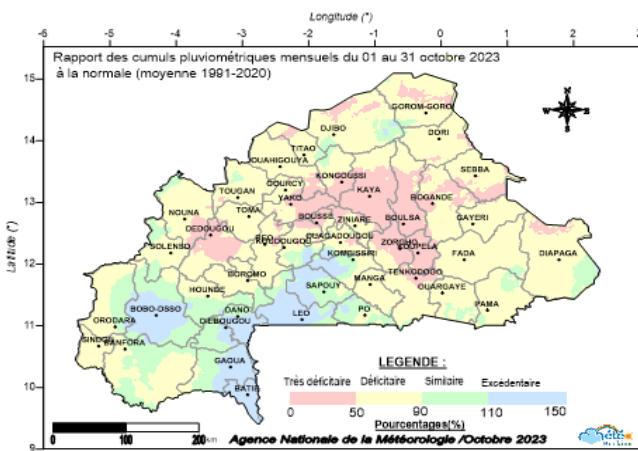 Longitude (°)
-6 -5 -4 -3 -2 -1 0 1 2 3
Rapport des cumuls pluviométriques mensuels du 01 au 31 octobre 2023
à la normale (moyenne 1991-2020)
Latitude (°)
15
14
13
12
11
10
9
GOROM-GORO
DJIBO
DORI
TITAO
OUAHIGOUYA
SEBBA
KONGOUSSI
TOUGAN
GOURCY
KAYA
YAKO
BOGANDE
NOUNA
TOMA
BOUSSE
ZINIARE
BOULSA
GAYERI
DEDOUGOU
OUAGADOUGOU
ZORGHO
KOUPELA
SOLENSO
KOUDOUGOU
KOMBISSIRI
FADA
DIAPAGA
TENKODOGO
BOROMO
SAPOUY
MANGA
OUARGAYE
HOUNDE
BOBO-DSSO
DANO
LEO
PO
PAMA
ORODARA
DIEBOUGOU
SINDOU
BANFORA
GAOUA
BATIE
N
W E
S
LEGENDE :
Très déficitaire Déficitaire Similaire Excédentaire
0 50 90 110 150
Pourcentages(%)
0 100 200 km
Agence Nationale de la Météorologie /Octobre 2023
météo